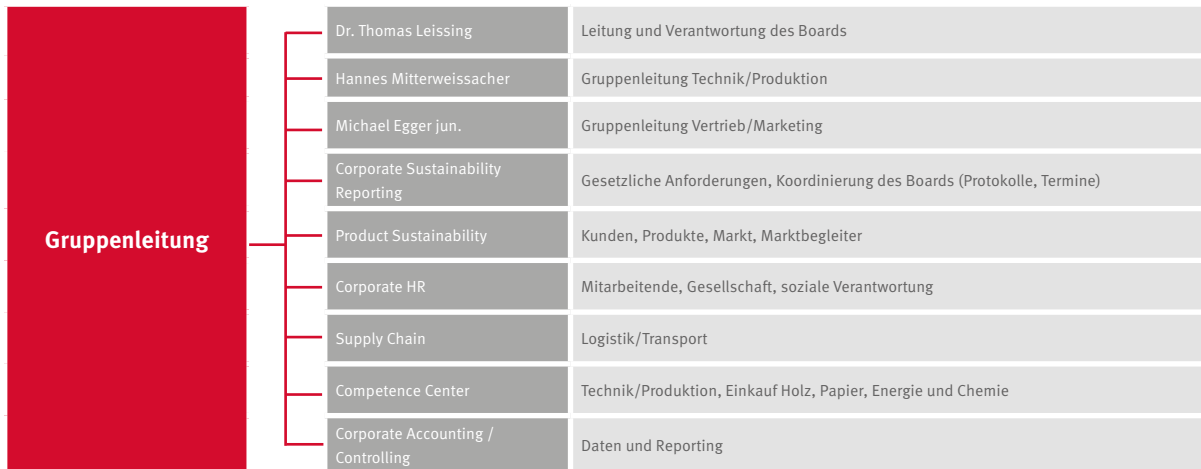 Gruppenleitung
Dr. Thomas Leissing
Leitung und Verantwortung des Boards
Hannes Mitterweissacher
Gruppenleitung Technik/Produktion
Michael Egger jun.
Gruppenleitung Vertrieb/Marketing
Corporate Sustainability
Reporting
Gesetzliche Anforderungen, Koordinierung des Boards (Protokolle, Termine)
Product Sustainability
Kunden, Produkte, Markt, Marktbegleiter
Corporate HR
Mitarbeitende, Gesellschaft, soziale Verantwortung
Supply Chain
Logistik/Transport
Competence Center
Technik/Produktion, Einkauf Holz, Papier, Energie und Chemie
Corporate Accounting /
Controlling
Daten und Reporting